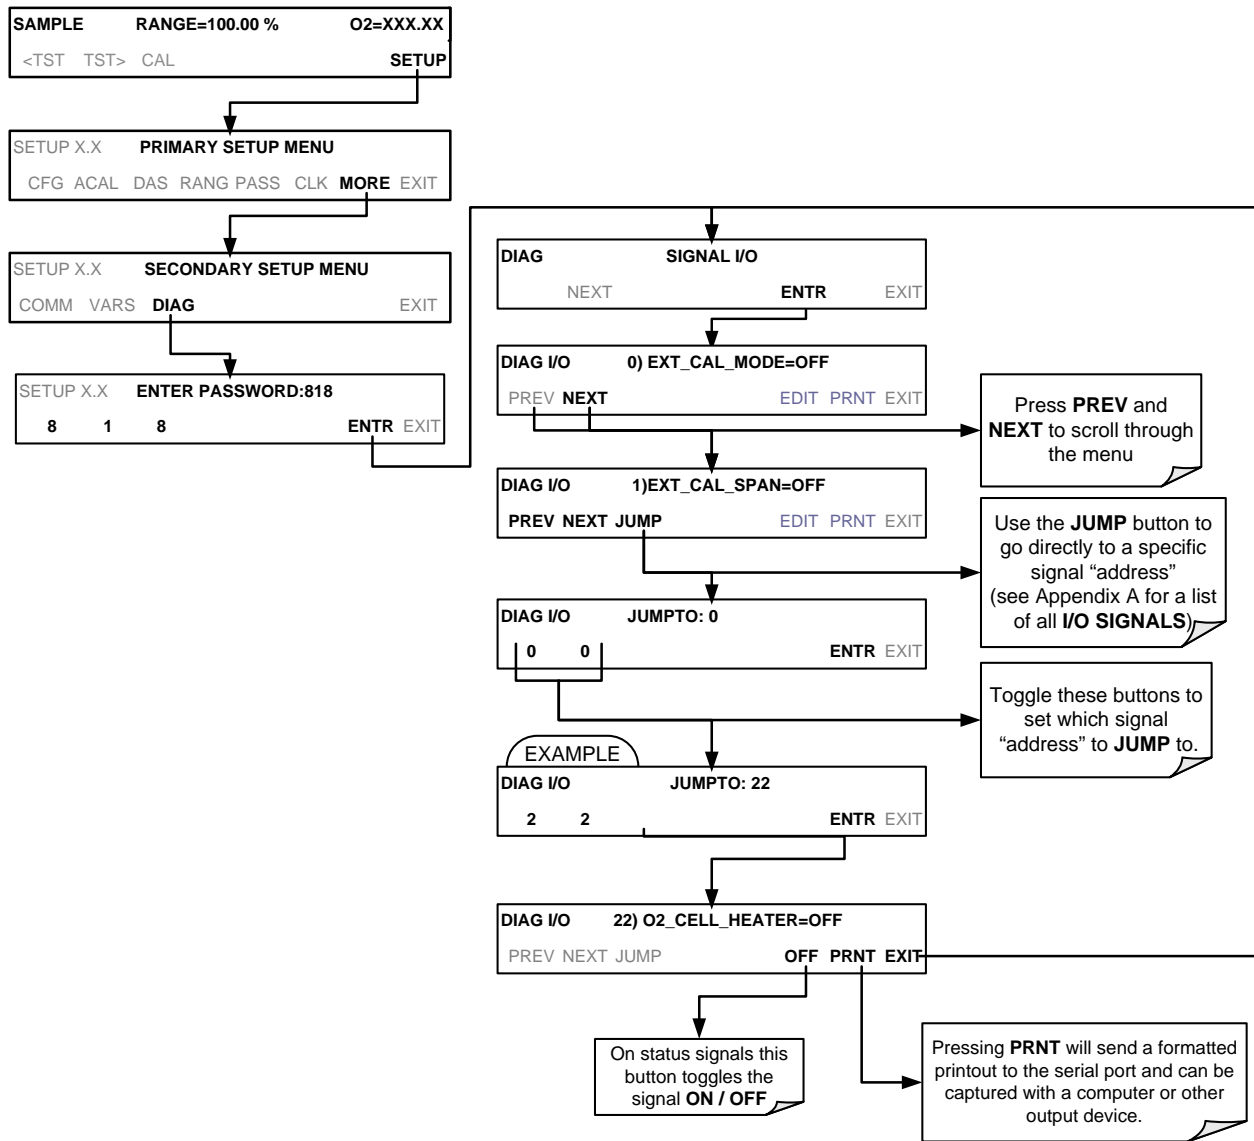 SAMPLE RANGE=100.00 % O2=XXX.XX
<TST TST> CAL SETUP
SETUP X.X PRIMARY SETUP MENU
CFG ACAL DAS RANG PASS CLK MORE EXIT
SETUP X.X SECONDARY SETUP MENU
COMM VARS DIAG EXIT
SETUP X.X ENTER PASSWORD:818
8 1 8 ENTR EXIT
DIAG SIGNAL I/O
NEXT ENTR EXIT
DIAG I/O 0) EXT_CAL_MODE=OFF
PREV NEXT EDIT PRNT EXIT
Press PREV and
NEXT to scroll through
the menu
DIAG I/O 1)EXT_CAL_SPAN=OFF
PREV NEXT JUMP EDIT PRNT EXIT
Use the JUMP button to
go directly to a specific
signal “address”
(see Appendix A for a list
of all I/O SIGNALS)
DIAG I/O JUMPTO: 0
0 0 ENTR EXIT
Toggle these buttons to
set which signal
“address” to JUMP to.
EXAMPLE
DIAG I/O JUMPTO: 22
2 2 ENTR EXIT
DIAG I/O 22) O2_CELL_HEATER=OFF
PREV NEXT JUMP OFF PRNT EXIT
On status signals this
button toggles the
signal ON / OFF
Pressing PRNT will send a formatted
printout to the serial port and can be
captured with a computer or other
output device.